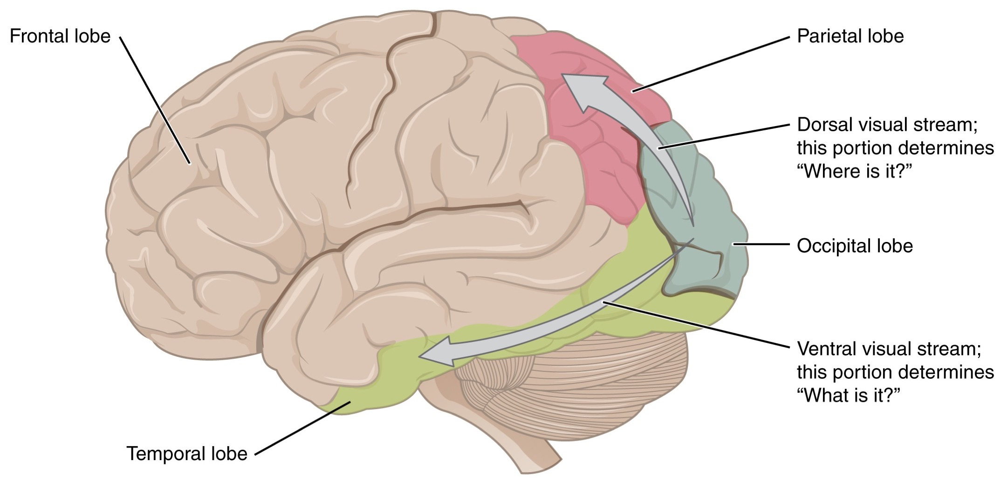 Frontal lobe
Parietal lobe
Dorsal visual stream;
this portion determines
“Where is it?”
Occipital lobe
Ventral visual stream;
this portion determines
“What is it?”
Temporal lobe